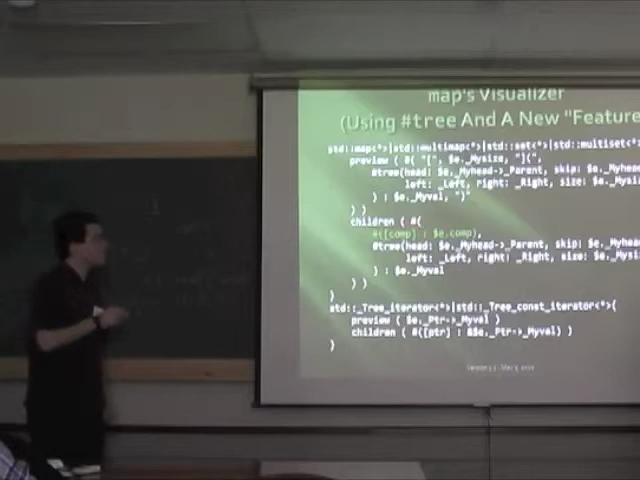 map's Visualizer
(Using #tree And A New "Feature
std::map<*>|std::multimap<*>|std::set<*>|std::multiset<*>
preview ( #( "[", $e._Mysize, "](",
#tree(head: $e._Myhead->_Parent, skip: $e._Myhea
left: _Left, right: _Right, size: $e._Mysi
) : $e._Myval, ")"
) )
children ( #(
#([comp] : $e.comp),
#tree(head: $e._Myhead->_Parent, skip: $e._Myhea
left: _Left, right: _Right, size: $e._Mysi
) : $e._Myval
) )
}
std::_Tree_iterator<*>|std::_Tree_const_iterator<*>{
preview ( $e._Ptr->_Myval )
children ( #([ptr] : &$e._Ptr->_Myval) )
}